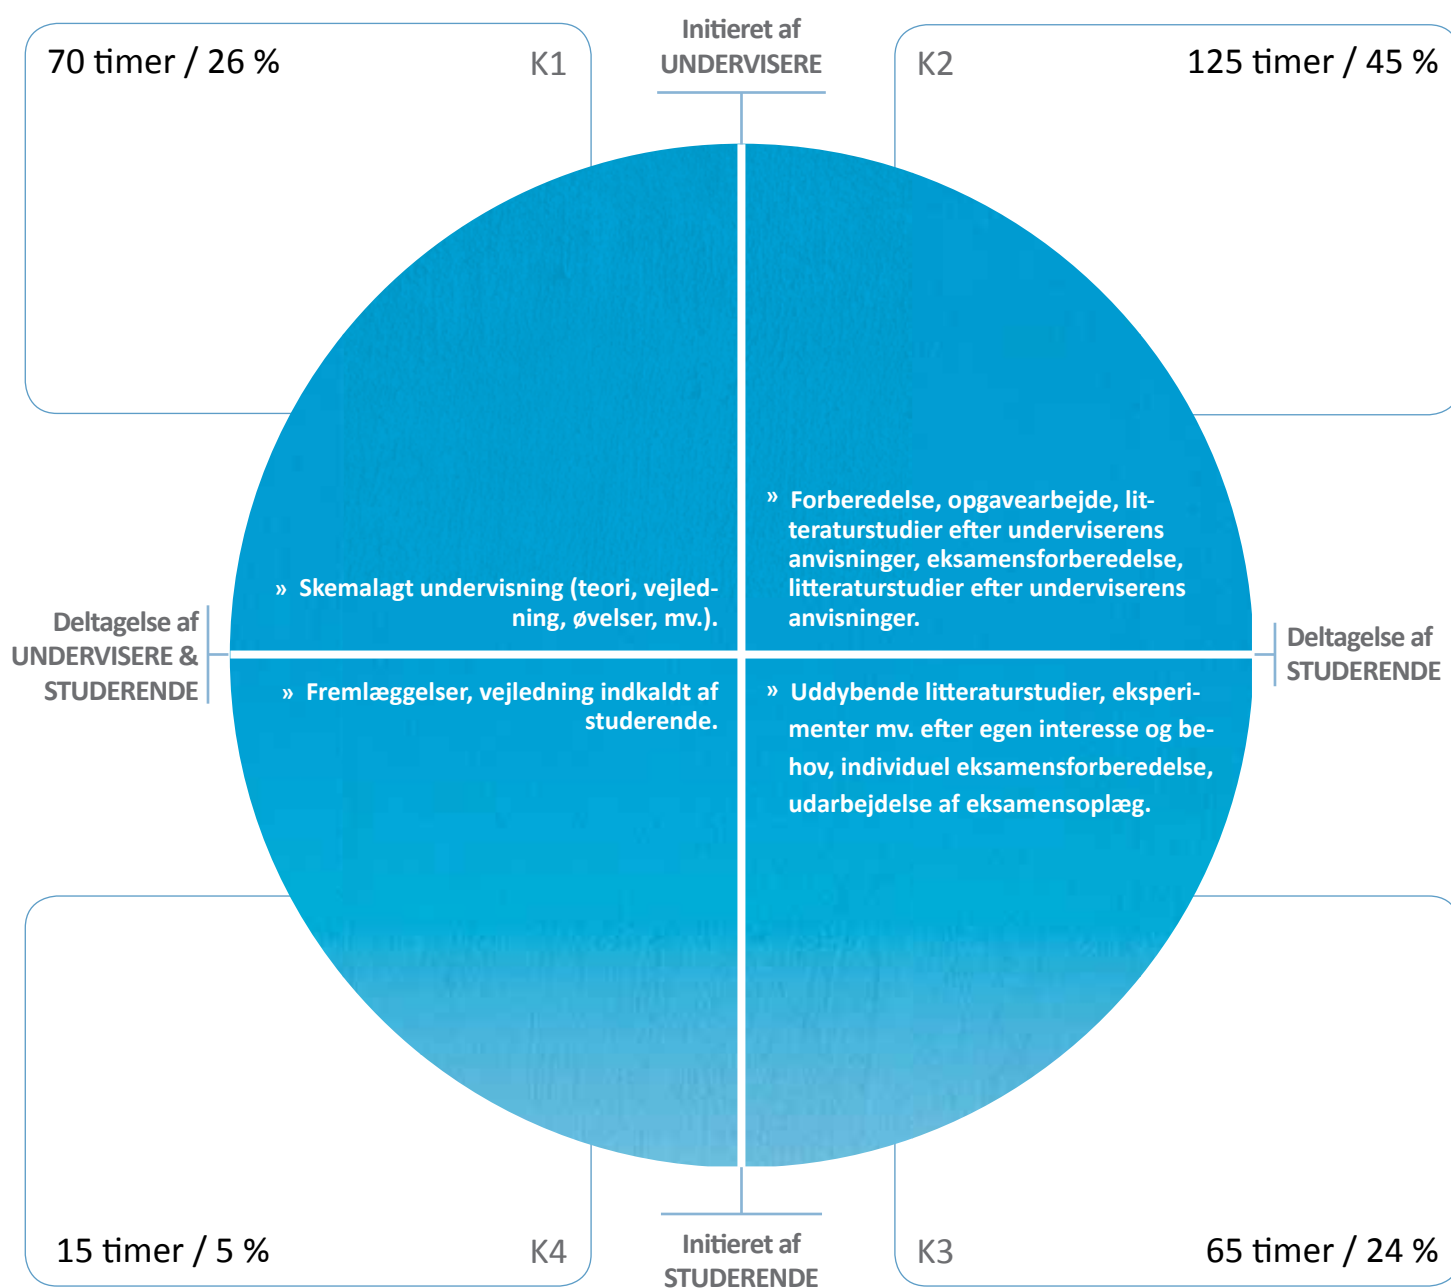 Initieret af
UNDERVISERE
70 timer / 26 %
K1
K2
125 timer / 45 %
» Skemalagt undervisning (teori, vejled-
ning, øvelser, mv.).
» Forberedelse, opgavearbejde, lit-
teraturstudier efter underviserens
anvisninger, eksamensforberedelse,
litteraturstudier efter underviserens
anvisninger.
Deltagelse af
UNDERVISERE &
STUDERENDE
Deltagelse af
STUDERENDE
» Fremlæggelser, vejledning indkaldt af
studerende.
» Uddybende litteraturstudier, eksperi-
menter mv. efter egen interesse og be-
hov, individuel eksamensforberedelse,
udarbejdelse af eksamensoplæg.
15 timer / 5 %
K4
Initieret af
STUDERENDE
K3
65 timer / 24 %